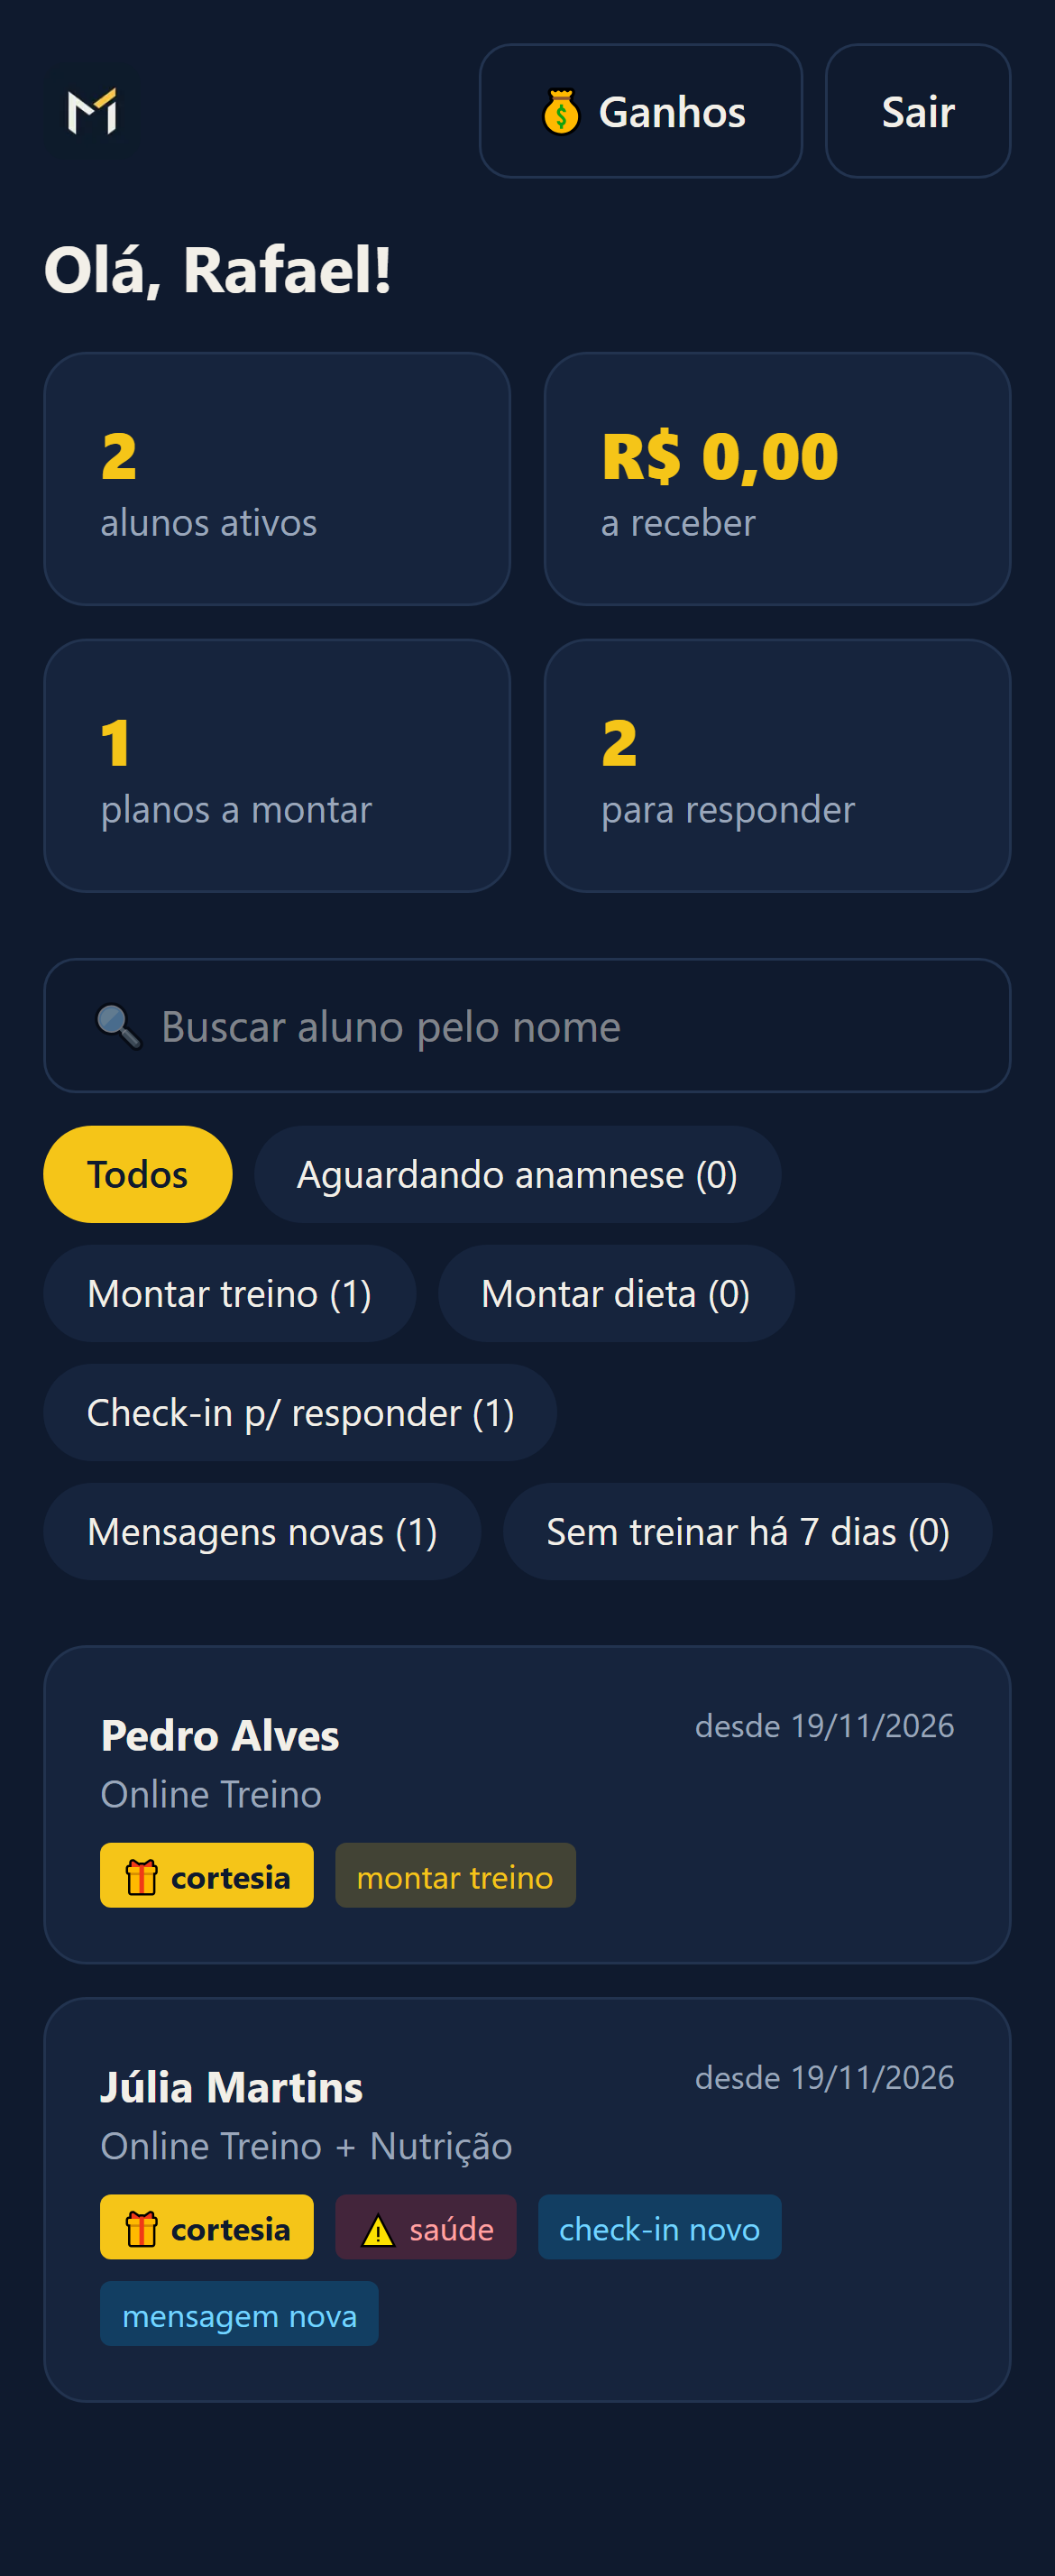 Ganhos
Sair
Olá, Rafael!
2
alunos ativos
R$ 0,00
a receber
1
planos a montar
2
para responder
Buscar aluno pelo nome
Todos
Aguardando anamnese (0)
Montar treino (1)
Montar dieta (0)
Check-in p/ responder (1)
Mensagens novas (1)
Sem treinar há 7 dias (0)
Pedro Alves
desde 19/11/2026
Online Treino
cortesia
montar treino
Júlia Martins
desde 19/11/2026
Online Treino + Nutrição
cortesia
saúde
check-in novo
mensagem nova